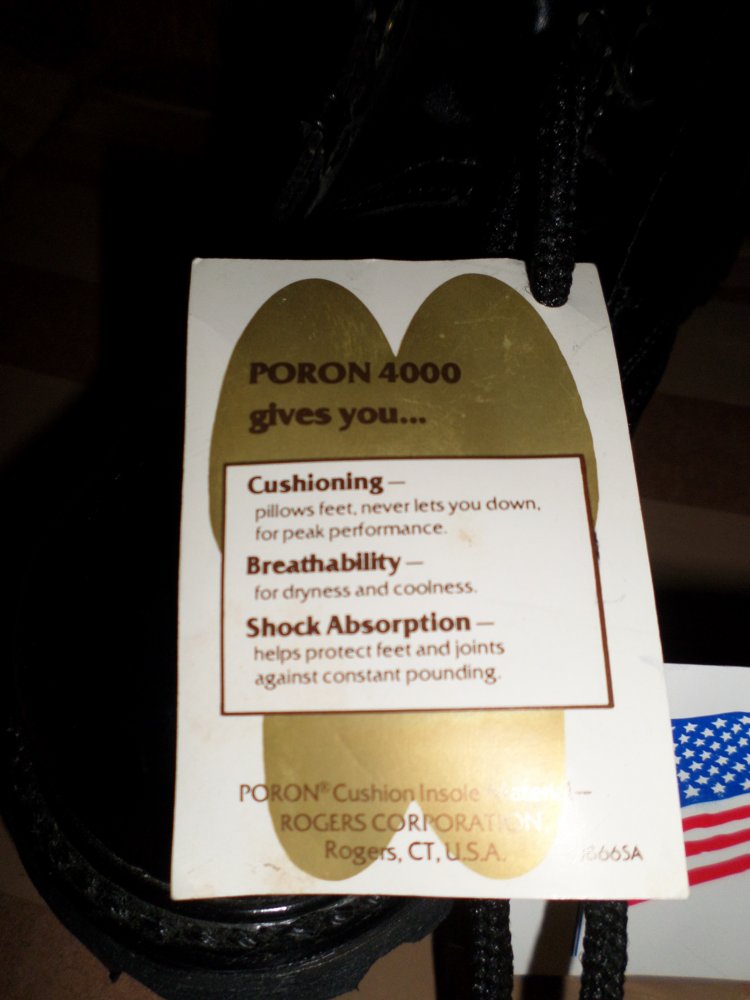 PORON 4000
gives you...
Cushioning —
pillows feet, never lets you down,
for peak performance.
Breathability —
for dryness and coolness.
Shock Absorption —
helps protect feet and joints
against constant pounding.
PORON® Cushion Insole Material —
ROGERS CORPORATION
Rogers, CT, U.S.A.